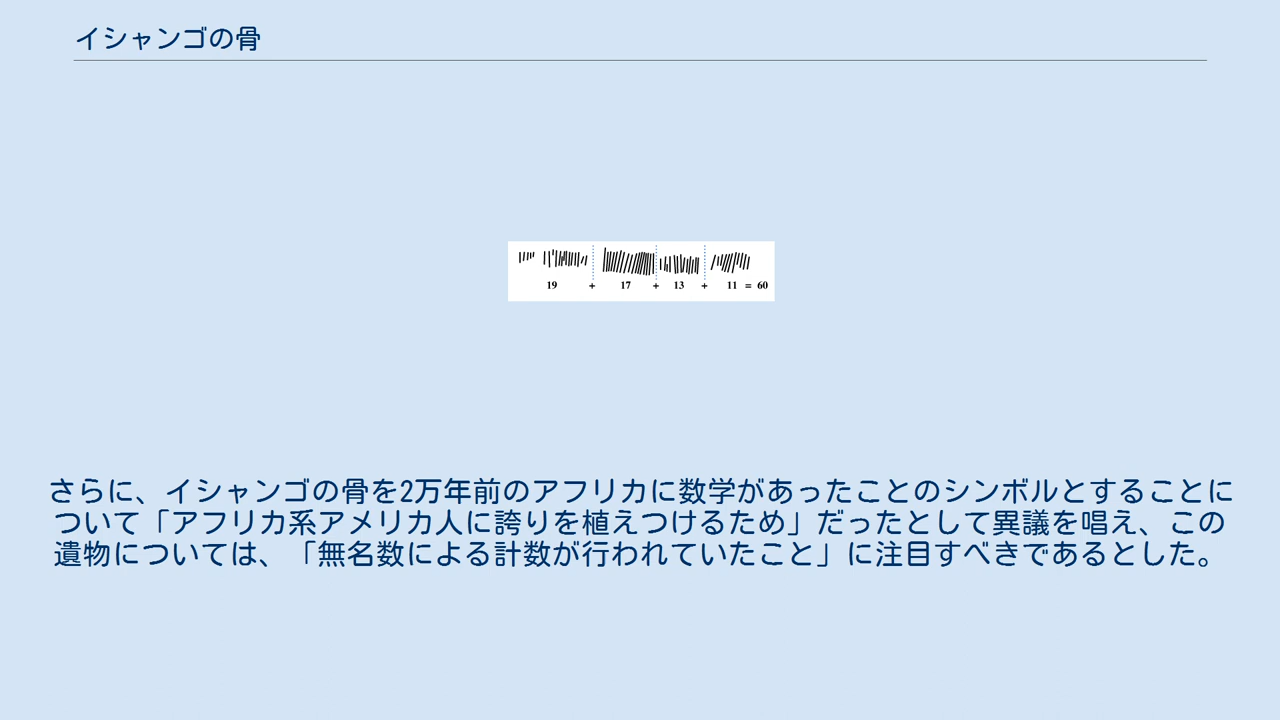 イシャンゴの骨
19 + 17 + 13 + 11 = 60
さらに、イシャンゴの骨を2万年前のアフリカに数学があったことのシンボルとすることに
ついて「アフリカ系アメリカ人に誇りを植えつけるため」だったとして異議を唱え、この
遺物については、「無名数による計数が行われていたこと」に注目すべきであるとした。